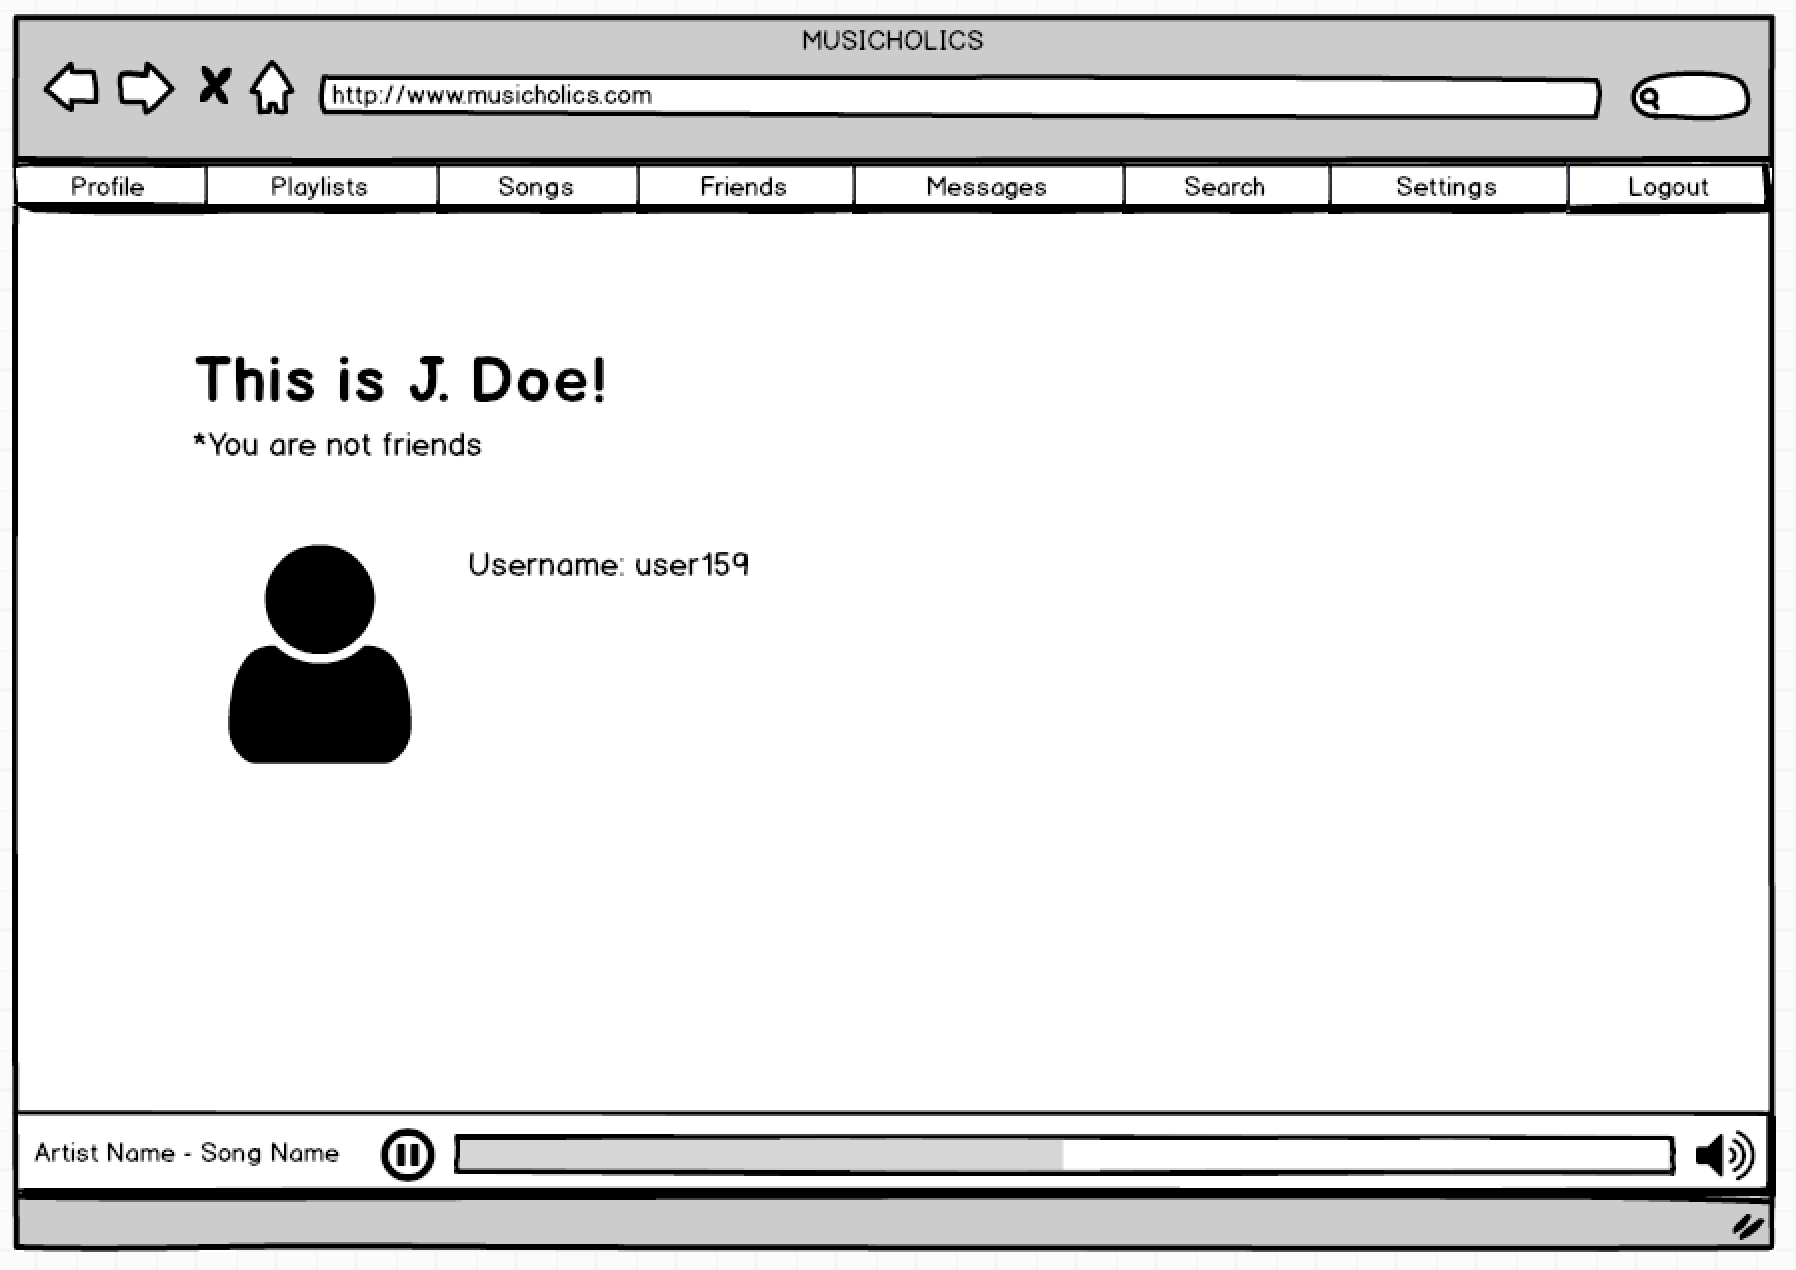 MUSICHOLICS
http://www.musicholics.com
Profile Playlists Songs Friends Messages Search Settings Logout
This is J. Doe!
*You are not friends
Username: user159
Artist Name - Song Name